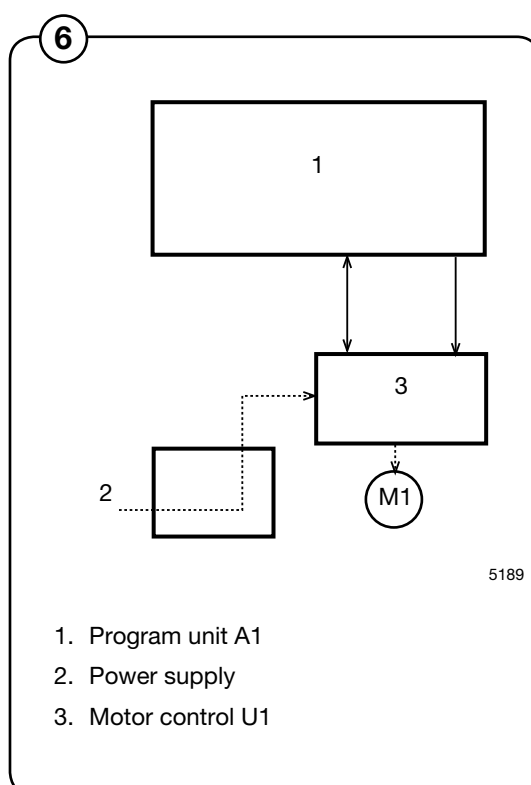 6
1
3
2
M1
5189
1. Program unit A1
2. Power supply
3. Motor control U1